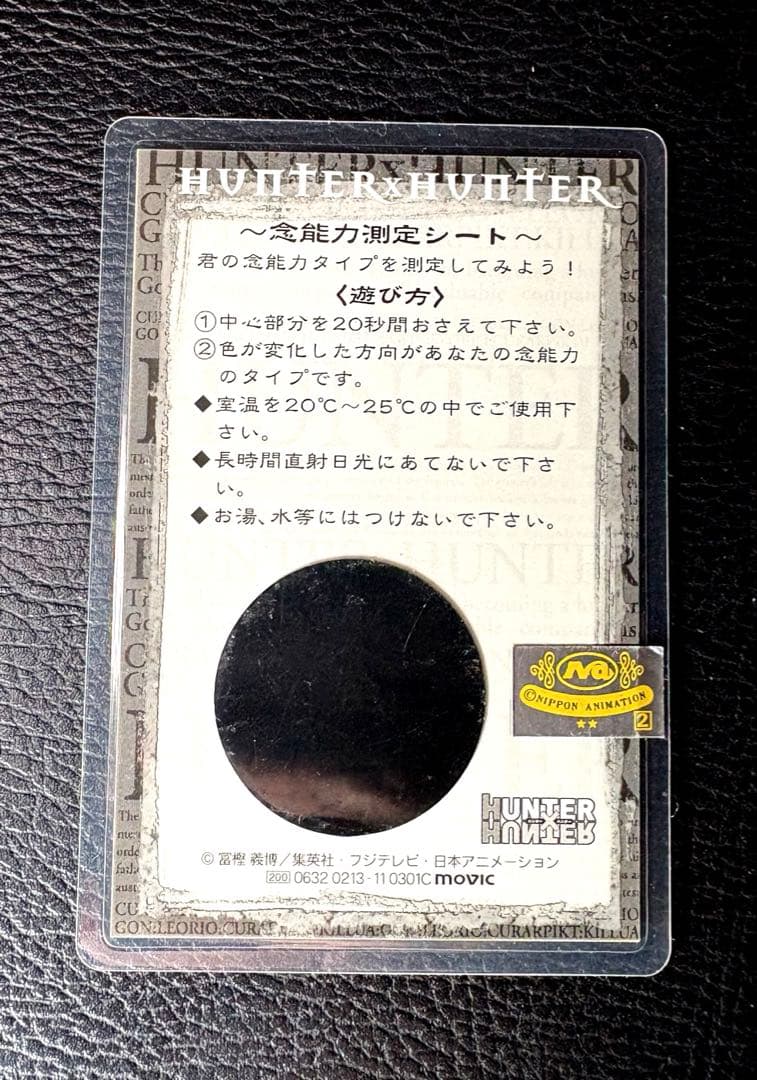 HUNTER×HUNTER
～念能力測定シート～
君の念能力タイプを測定してみよう！
〈遊び方〉
①中心部分を20秒間おさえて下さい。
②色が変化した方向があなたの念能力
のタイプです。
◆室温を20℃～25℃の中でご使用下
さい。
◆長時間直射日光にあてないで下さ
い。
◆お湯、水等にはつけないで下さい。
NA
©NIPPON ANIMATION
★★ 2
HUNTER
×
HUNTER
©冨樫 義博／集英社・フジテレビ・日本アニメーション
200 0632 0213-11 0301C movic